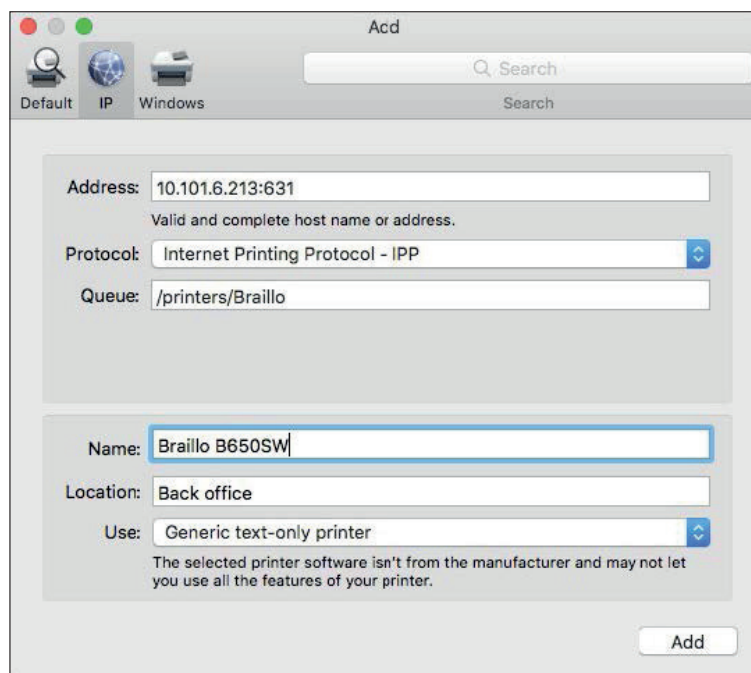 Acd
Default IP Windows
Search
Search
Address: 10.101.6.213:631
Valid and complete host name or address.
Protocol: Internet Printing Protocol - IPP
Queue: /printers/Braillo
Name: Braillo B650SW
Location: Back office
Use: Generic text-only printer
The selected printer software isn't from the manufacturer and may not let
you use all the features of your printer.
Add